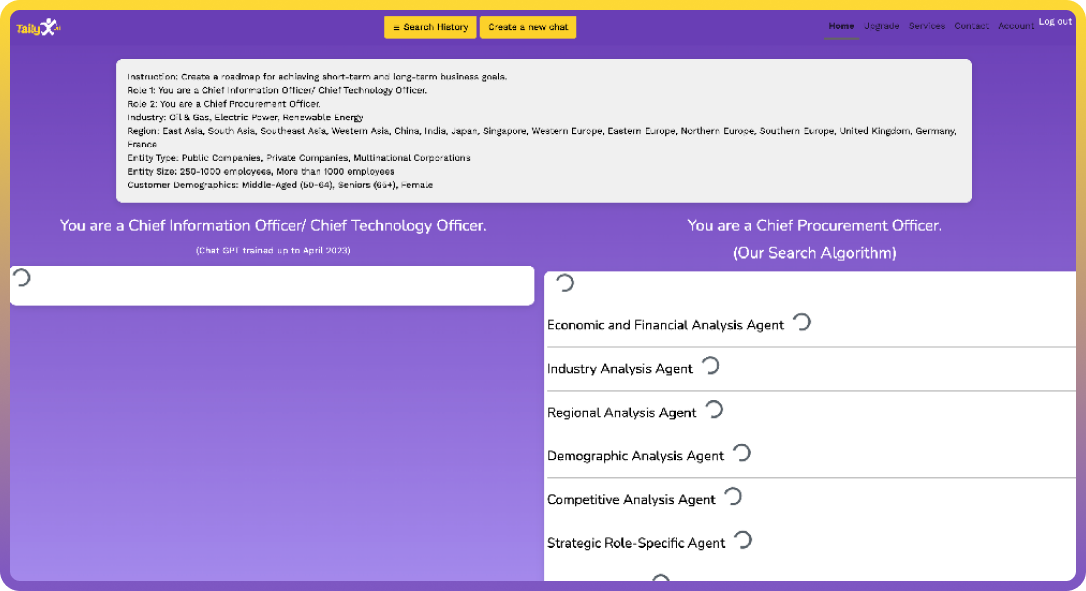 TallyX.AI
≡ Search History
Create a new chat
Home Upgrade Services Contact Account Log out
Instruction: Create a roadmap for achieving short-term and long-term business goals.
Role 1: You are a Chief Information Officer/ Chief Technology Officer.
Role 2: You are a Chief Procurement Officer.
Industry: Oil & Gas, Electric Power, Renewable Energy
Region: East Asia, South Asia, Southeast Asia, Western Asia, China, India, Japan, Singapore, Western Europe, Eastern Europe, Northern Europe, Southern Europe, United Kingdom, Germany,
France
Entity Type: Public Companies, Private Companies, Multinational Corporations
Entity Size: 250-1000 employees, More than 1000 employees
Customer Demographics: Middle-Aged (50-64), Seniors (65+), Female
You are a Chief Information Officer/ Chief Technology Officer.
(Chat GPT trained up to April 2023)
You are a Chief Procurement Officer.
(Our Search Algorithm)
Economic and Financial Analysis Agent
Industry Analysis Agent
Regional Analysis Agent
Demographic Analysis Agent
Competitive Analysis Agent
Strategic Role-Specific Agent